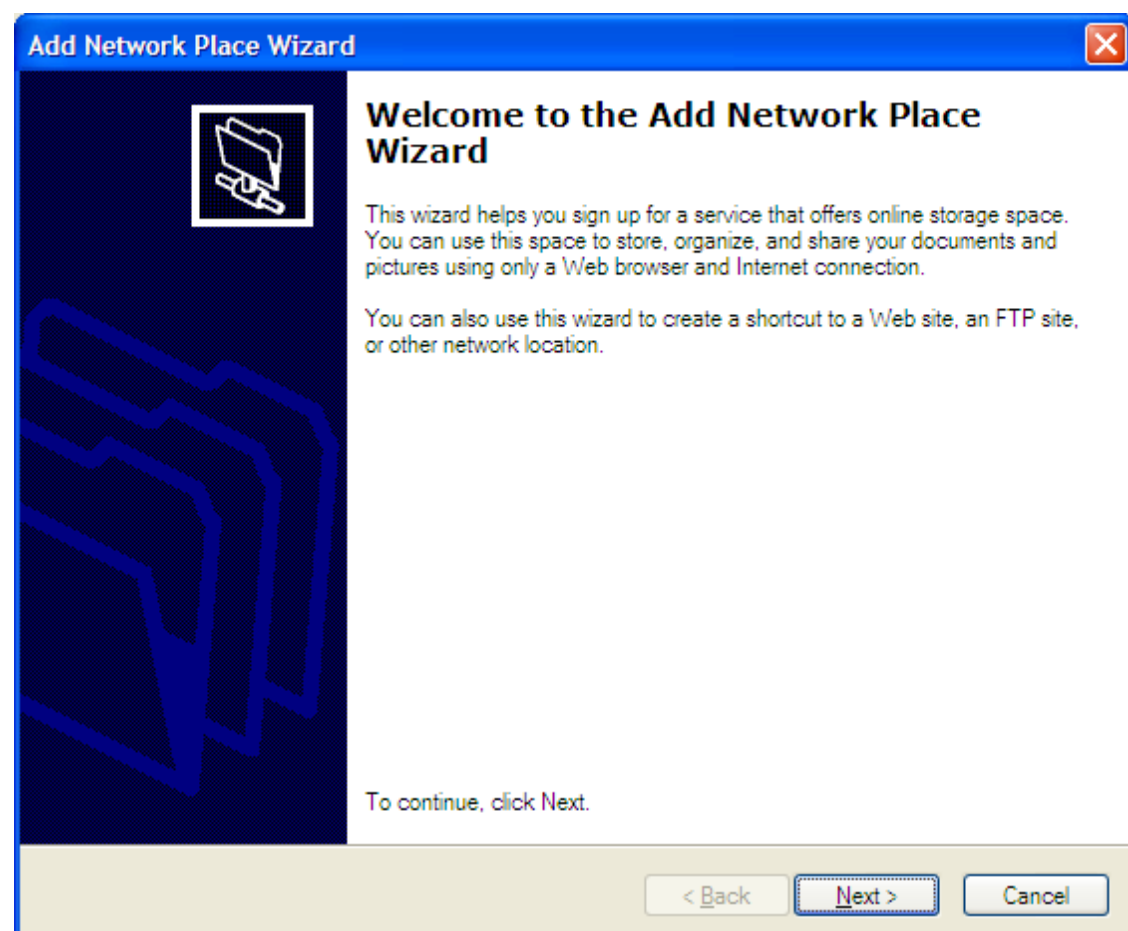 Add Network Place Wizard
Welcome to the Add Network Place
Wizard
This wizard helps you sign up for a service that offers online storage space.
You can use this space to store, organize, and share your documents and
pictures using only a Web browser and Internet connection.
You can also use this wizard to create a shortcut to a Web site, an FTP site,
or other network location.
To continue, click Next.
< Back Next > Cancel